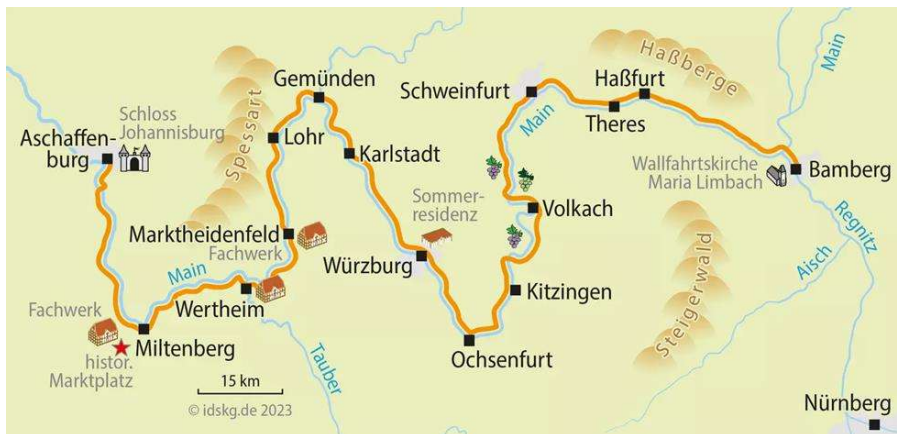 Gemünden
Schweinfurt
Haßfurt
Haßberge
Main
Schloss
Johannisburg
Aschaffen-
burg
Spessart
Lohr
Main
Theres
Karlstadt
Wallfahrtskirche
Maria Limbach
Bamberg
Sommer-
residenz
Volkach
Marktheidenfeld
Fachwerk
Regnitz
Würzburg
Steigerwald
Aisch
Main
Kitzingen
Wertheim
Fachwerk
Miltenberg
histor.
Marktplatz
Ochsenfurt
Tauber
15 km
© idskg.de 2023
Nürnberg